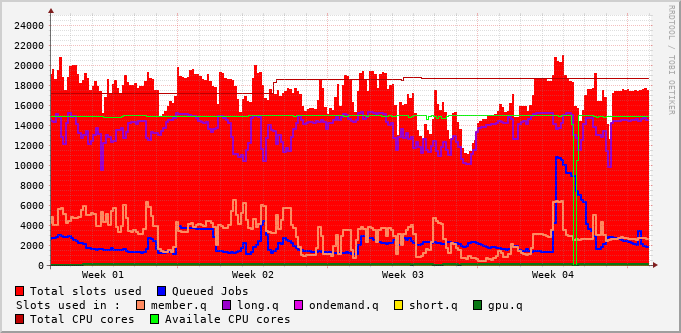 RRDTOOL / TOBI OETIKER
24000
22000
20000
18000
16000
14000
12000
10000
8000
6000
4000
2000
0
Week 01 Week 02 Week 03 Week 04
Total slots used Queued Jobs
Slots used in : member.q long.q ondemand.q short.q gpu.q
Total CPU cores Availale CPU cores